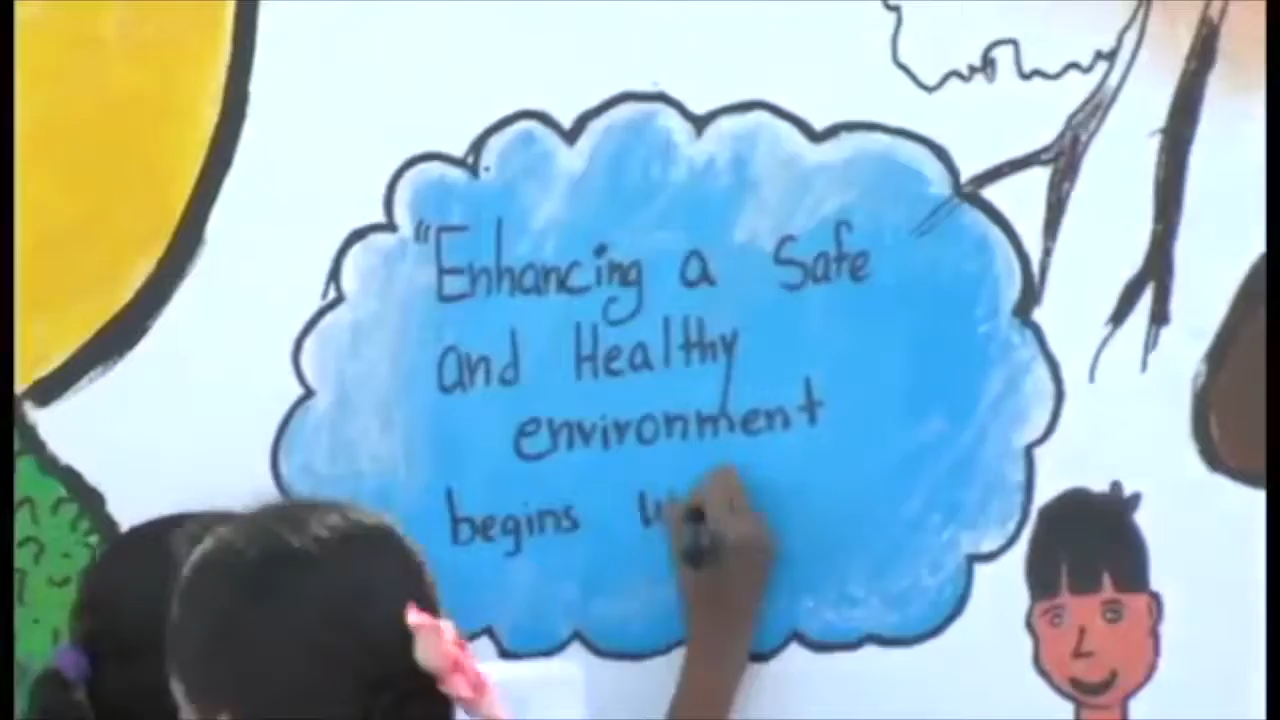 "Enhancing a Safe
and Healthy
environment
begins